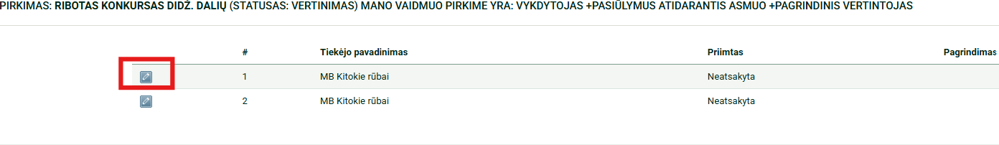 PIRKIMAS: RIBOTAS KONKURSAS DIDŽ. DALIŲ (STATUSAS: VERTINIMAS) MANO VAIDMUO PIRKIME YRA: VYKDYTOJAS +PASIŪLYMUS ATIDARANTIS ASMUO +PAGRINDINIS VERTINTOJAS
# Tiekėjo pavadinimas Priimtas Pagrindimas
1 MB Kitokie rūbai Neatsakyta
2 MB Kitokie rūbai Neatsakyta